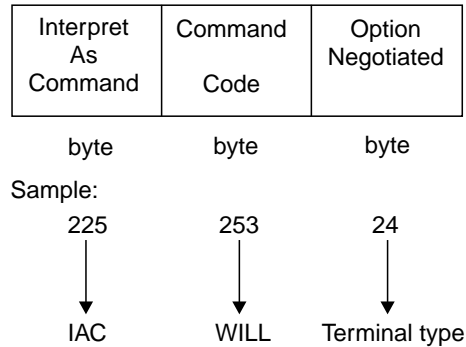 Interpret
As
Command
Command
Code
Option
Negotiated
byte byte byte
Sample:
225 253 24
IAC WILL Terminal type